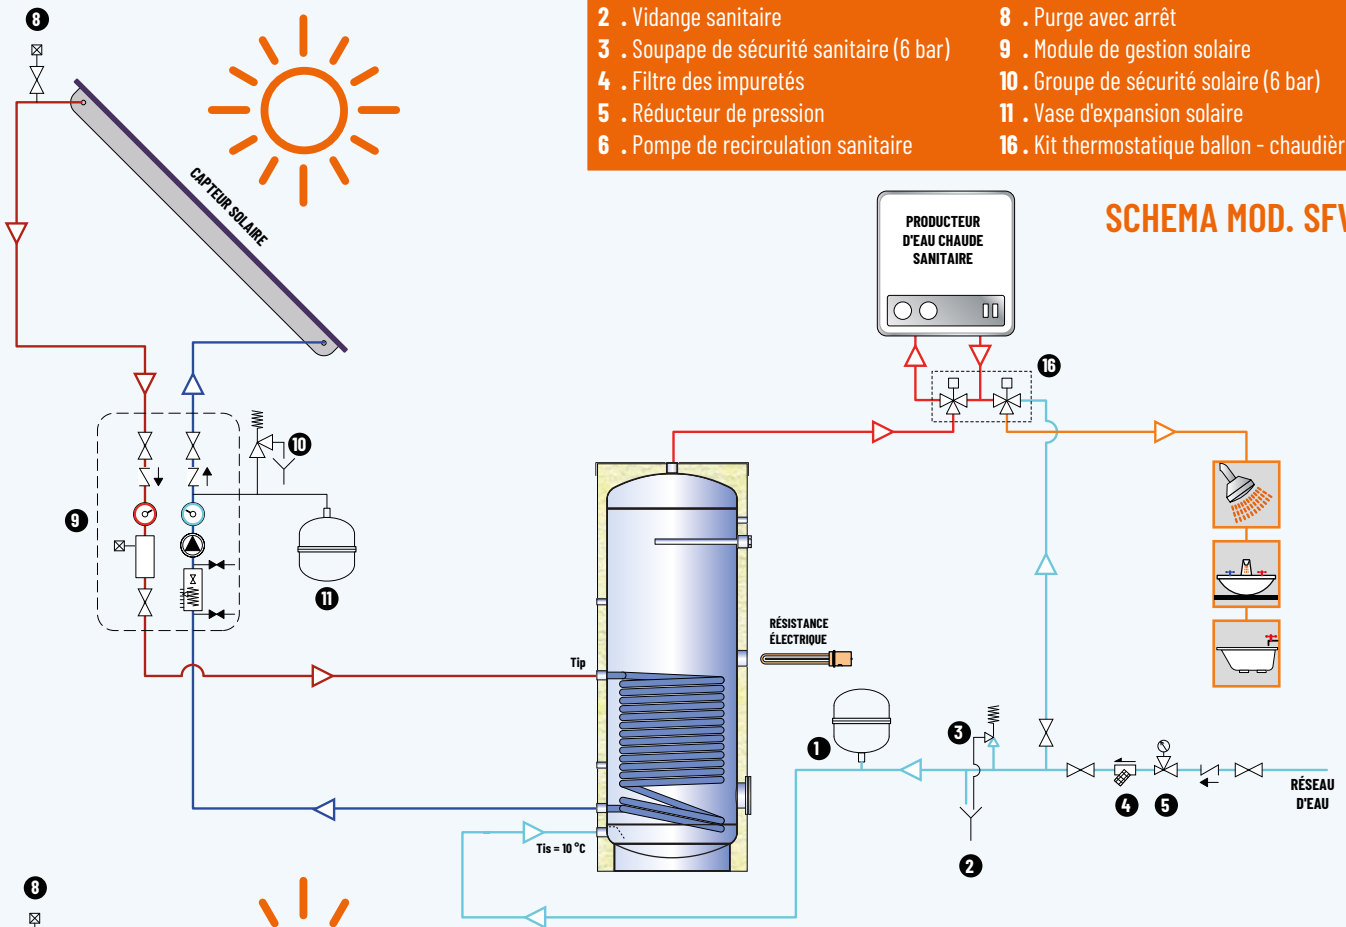 2 . Vidange sanitaire
3 . Soupape de sécurité sanitaire (6 bar)
4 . Filtre des impuretés
5 . Réducteur de pression
6 . Pompe de recirculation sanitaire
8 . Purge avec arrêt
9 . Module de gestion solaire
10 . Groupe de sécurité solaire (6 bar)
11 . Vase d'expansion solaire
16 . Kit thermostatique ballon - chaudièr
SCHEMA MOD.
8
CAPTEUR SOLAIRE
PRODUCTEUR
D'EAU CHAUDE
SANITAIRE
16
10
9
11
RÉSISTANCE
ÉLECTRIQUE
Tip
1
3
4
5
RÉSEAU
D'EAU
Tis = 10 °C
2
8